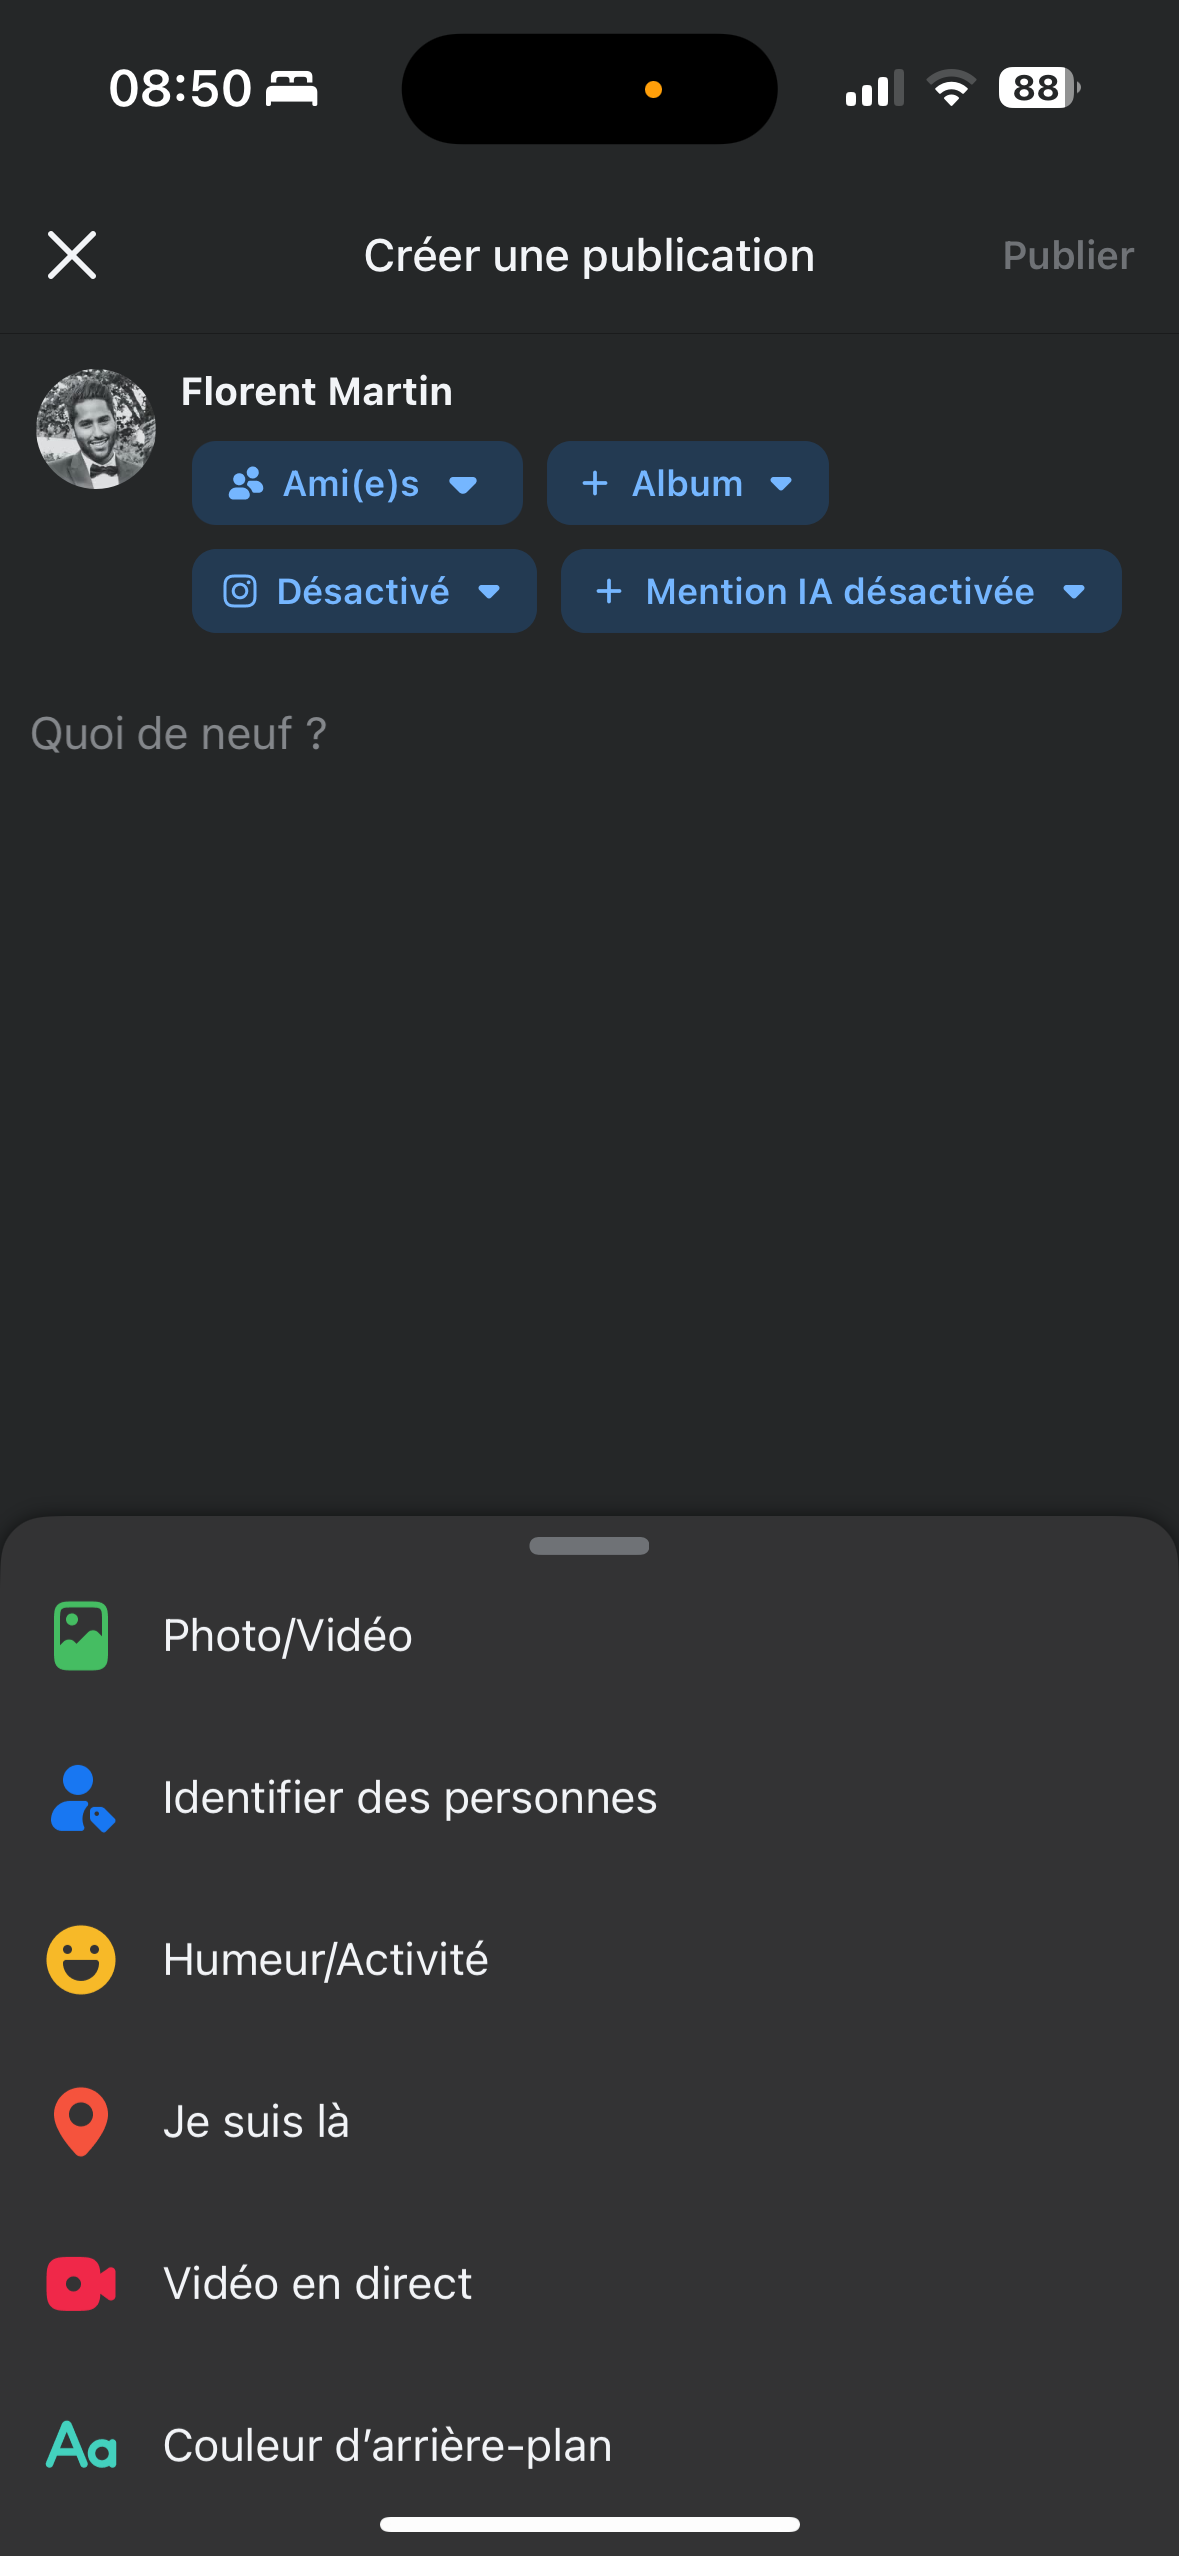 08:50
88
Créer une publication
Publier
Florent Martin
Ami(e)s
+ Album
Désactivé
+ Mention IA désactivée
Quoi de neuf ?
Photo/Vidéo
Identifier des personnes
Humeur/Activité
Je suis là
Vidéo en direct
Aa Couleur d’arrière-plan